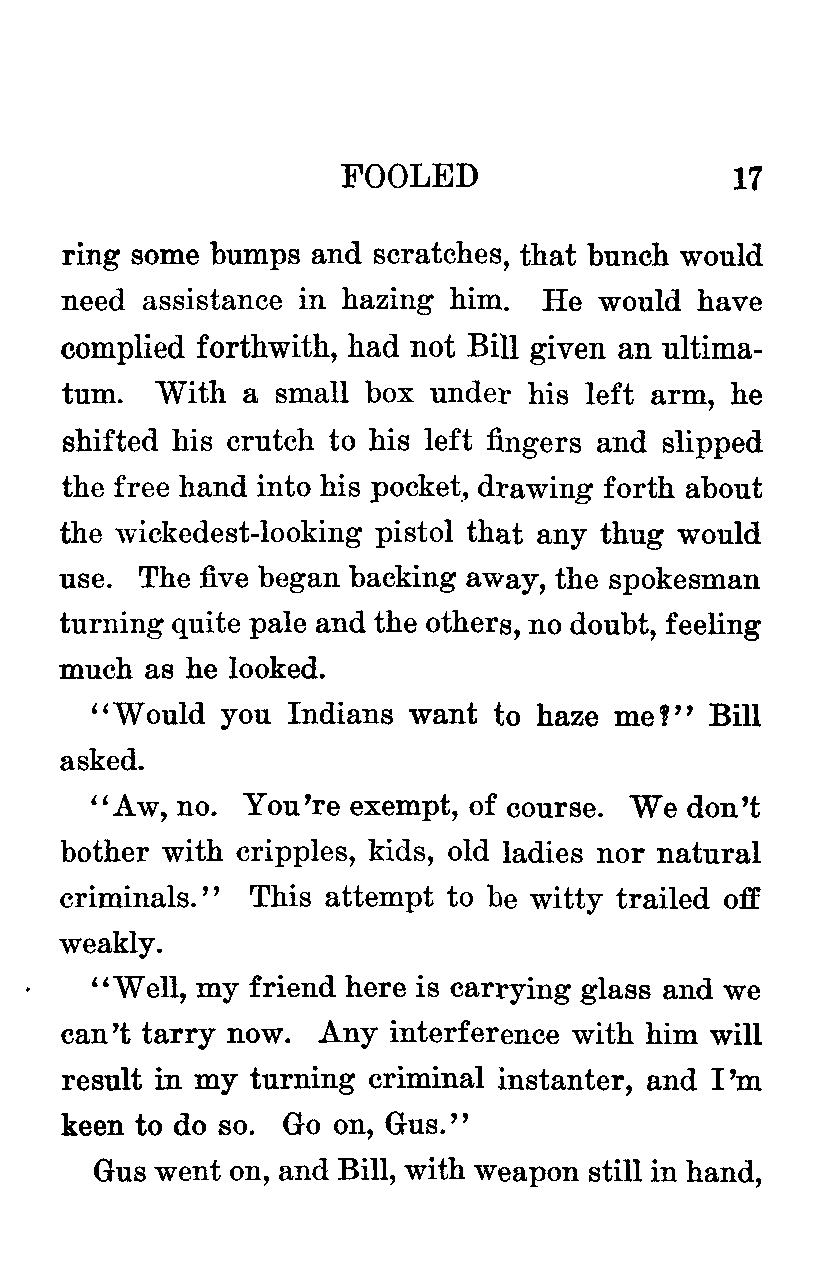 FOOLED 17
ring some bumps and scratches, that bunch would
need assistance in hazing him. He would have
complied forthwith, had not Bill given an ultima-
tum. With a small box under his left arm, he
shifted his crutch to his left fingers and slipped
the free hand into his pocket, drawing forth about
the wickedest-looking pistol that any thug would
use. The five began backing away, the spokesman
turning quite pale and the others, no doubt, feeling
much as he looked.
"Would you Indians want to haze me?" Bill
asked.
"Aw, no. You're exempt, of course. We don't
bother with cripples, kids, old ladies nor natural
criminals." This attempt to be witty trailed off
weakly.
"Well, my friend here is carrying glass and we
can't tarry now. Any interference with him will
result in my turning criminal instanter, and I'm
keen to do so. Go on, Gus."
Gus went on, and Bill, with weapon still in hand,